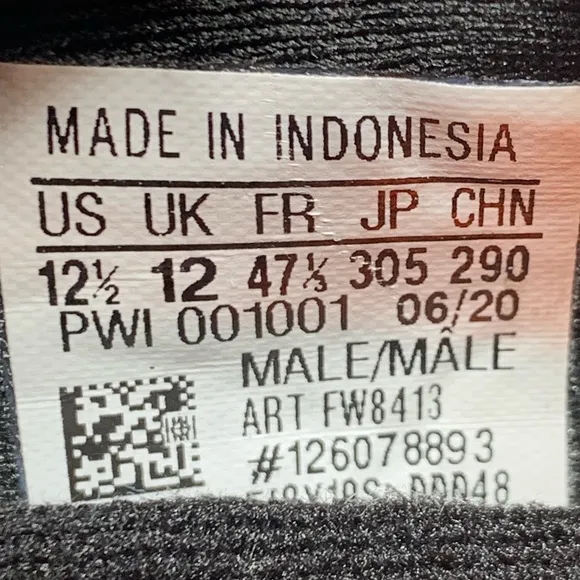 MADE IN INDONESIA
US UK FR JP CHN
12½ 12 47⅓ 305 290
PWI 001001 06/20
MALE/MÂLE
ART FW8413
#126078893